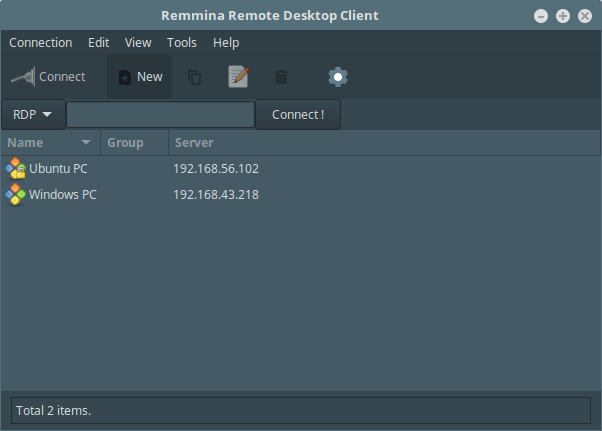 Remmina Remote Desktop Client
Connection Edit View Tools Help
Connect New
RDP Connect !
Name Group Server
Ubuntu PC 192.168.56.102
Windows PC 192.168.43.218
Total 2 items.